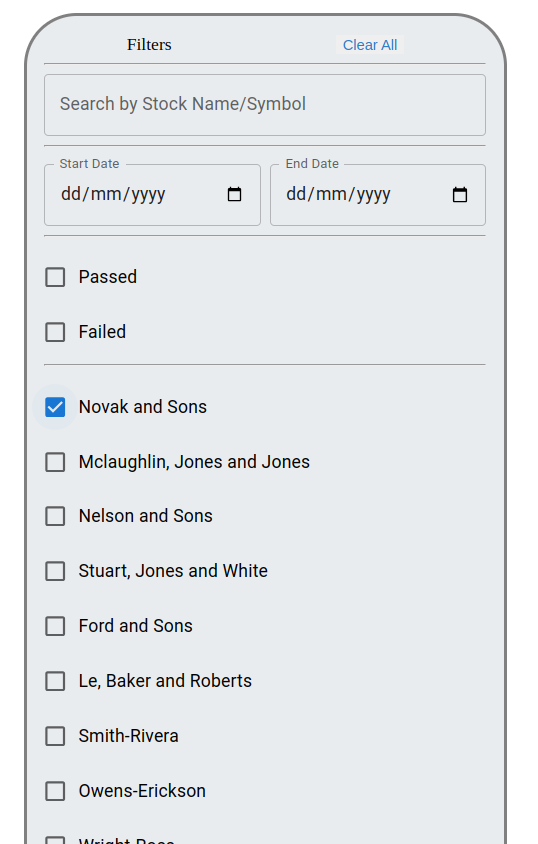 Filters
Clear All
Search by Stock Name/Symbol
Start Date
End Date
dd/mm/yyyy
dd/mm/yyyy
Passed
Failed
Novak and Sons
Mclaughlin, Jones and Jones
Nelson and Sons
Stuart, Jones and White
Ford and Sons
Le, Baker and Roberts
Smith-Rivera
Owens-Erickson